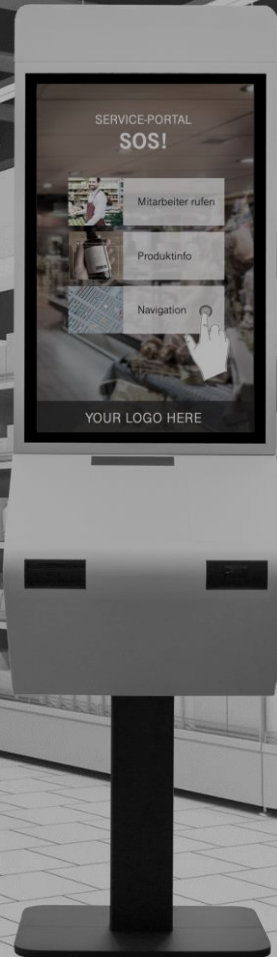 SERVICE-PORTAL
SOS!
Mitarbeiter rufen
Produktinfo
Navigation
YOUR LOGO HERE